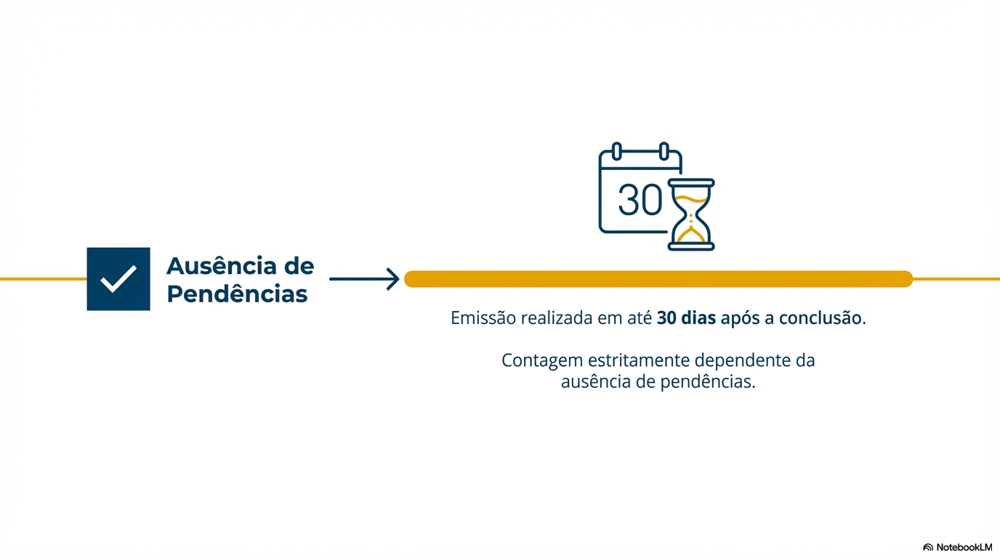 30
Ausência de
Pendências
Emissão realizada em até 30 dias após a conclusão.
Contagem estritamente dependente da
ausência de pendências.
NotebookLM